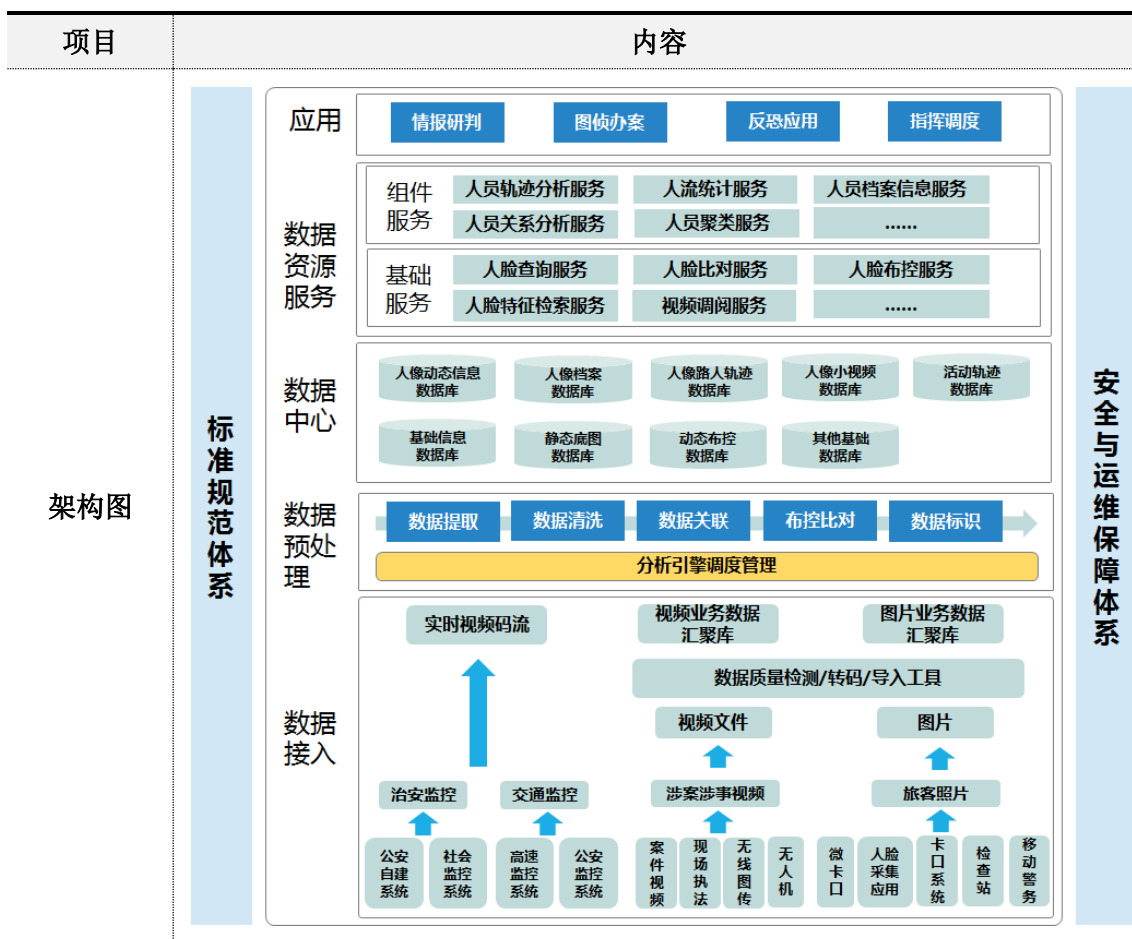 项目
内容
架构图
标准规范体系
应用
情报研判
图侦办案
反恐应用
指挥调度
数据
资源
服务
组件
服务
人员轨迹分析服务
人流统计服务
人员档案信息服务
人员关系分析服务
人员聚类服务
......
基础
服务
人脸查询服务
人脸比对服务
人脸布控服务
人脸特征检索服务
视频调阅服务
......
数据
中心
人像动态信息
数据库
人像档案
数据库
人像路人轨迹
数据库
人像小视频
数据库
活动轨迹
数据库
基础信息
数据库
静态底图
数据库
动态布控
数据库
其他基础
数据库
数据
预处
理
数据提取
数据清洗
数据关联
布控比对
数据标识
分析引擎调度管理
数据
接入
实时视频码流
视频业务数据
汇聚库
图片业务数据
汇聚库
数据质量检测/转码/导入工具
视频文件
图片
治安监控
交通监控
涉案涉事视频
旅客照片
公安
自建
系统
社会
监控
系统
高速
监控
系统
公安
监控
系统
案件视频
现场执法
无线图传
无人机
微卡口
人脸
采集
应用
卡口系统
检查站
移动警务
安全与运维保障体系